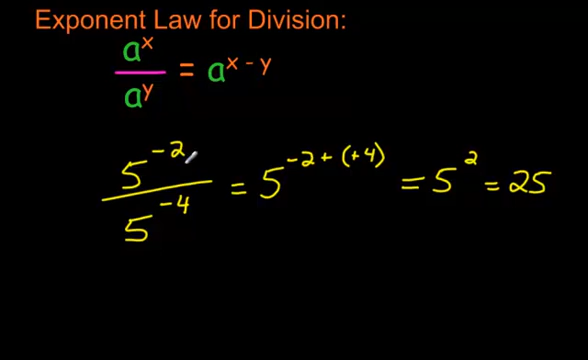 Exponent Law for Division:
a^x / a^y = a^(x - y)
5^(-2) / 5^(-4) = 5^(-2 + (+4)) = 5^2 = 25